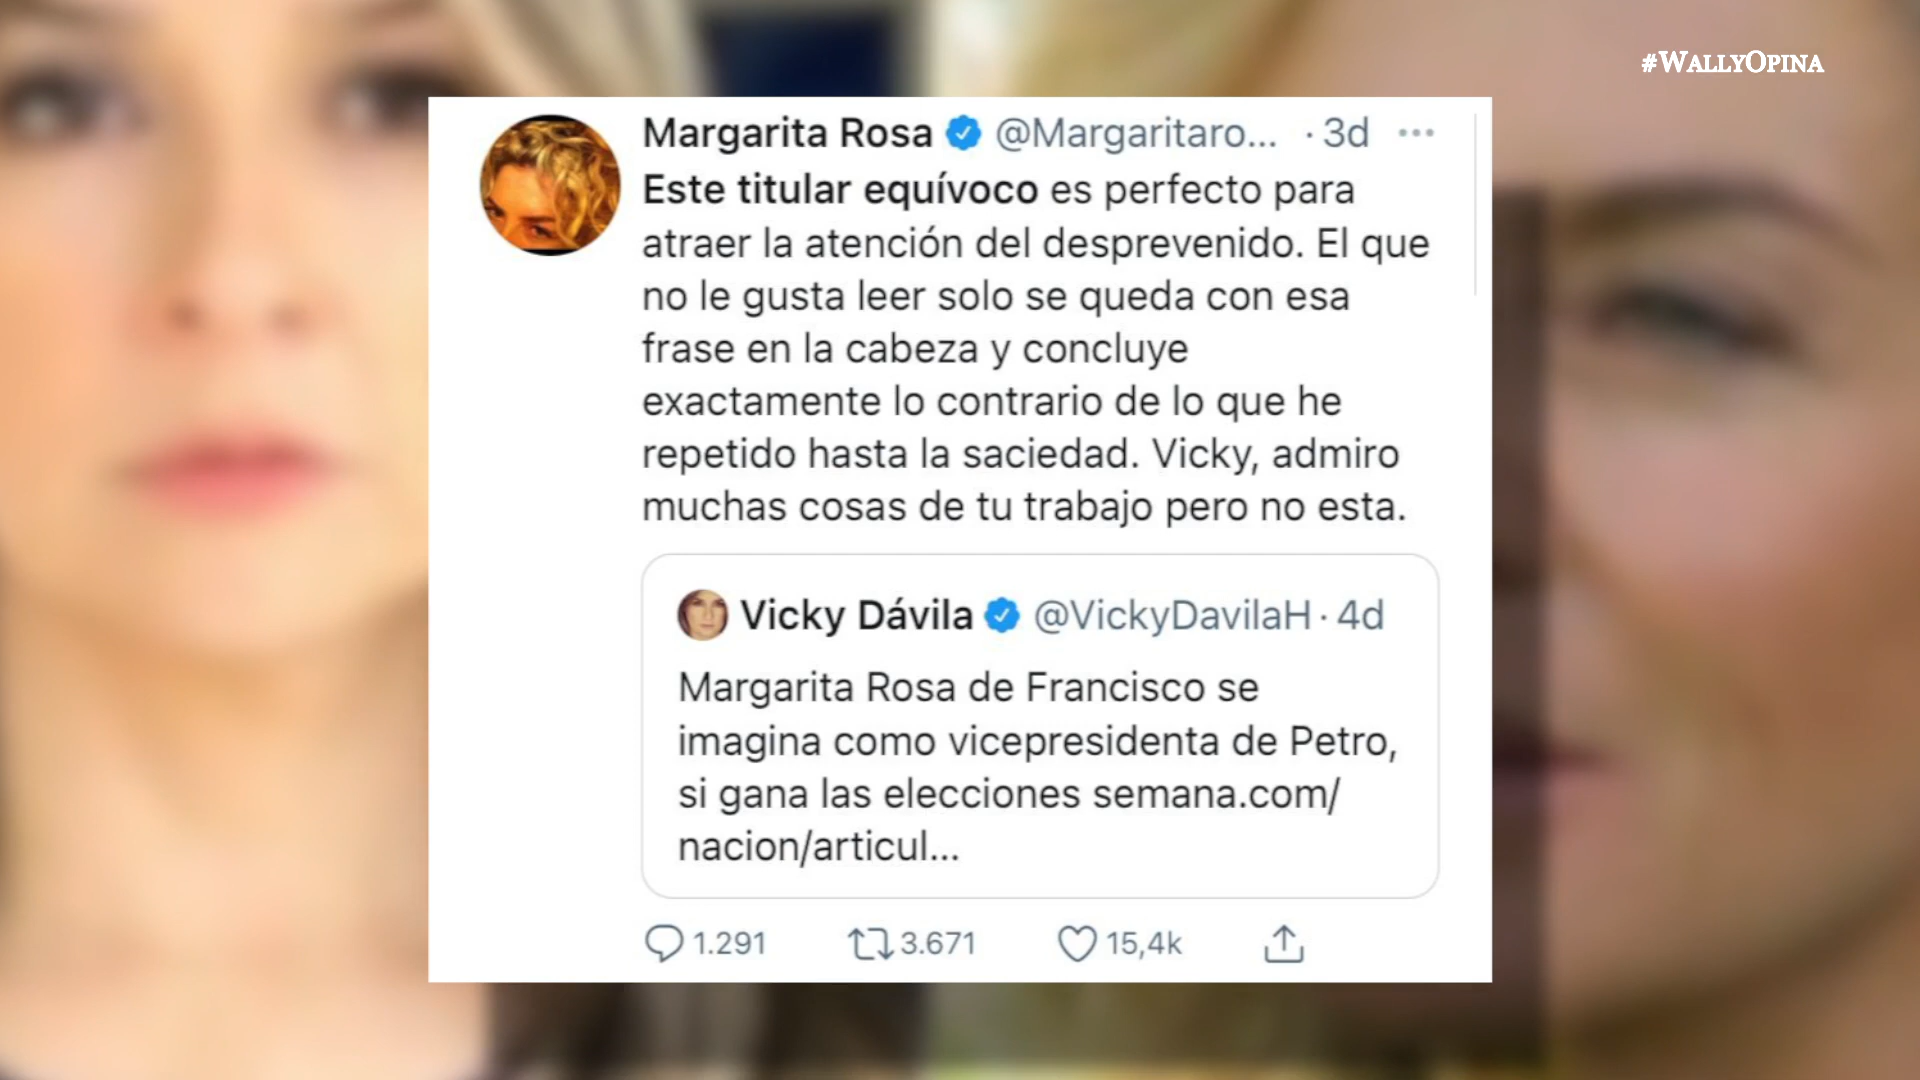 #WALLYOPINA
Margarita Rosa @Margaritaro... · 3d
Este titular equívoco es perfecto para
atraer la atención del desprevenido. El que
no le gusta leer solo se queda con esa
frase en la cabeza y concluye
exactamente lo contrario de lo que he
repetido hasta la saciedad. Vicky, admiro
muchas cosas de tu trabajo pero no esta.
Vicky Dávila @VickyDavilaH · 4d
Margarita Rosa de Francisco se
imagina como vicepresidenta de Petro,
si gana las elecciones semana.com/
nacion/articul...
1.291 3.671 15,4k